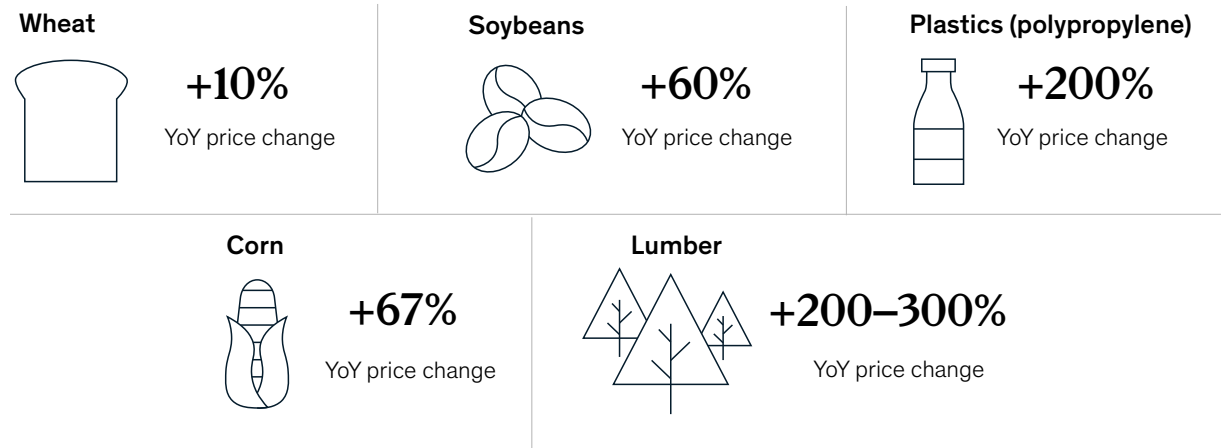 Wheat
+10%
YoY price change
Soybeans
+60%
YoY price change
Plastics (polypropylene)
+200%
YoY price change
Corn
+67%
YoY price change
Lumber
+200–300%
YoY price change